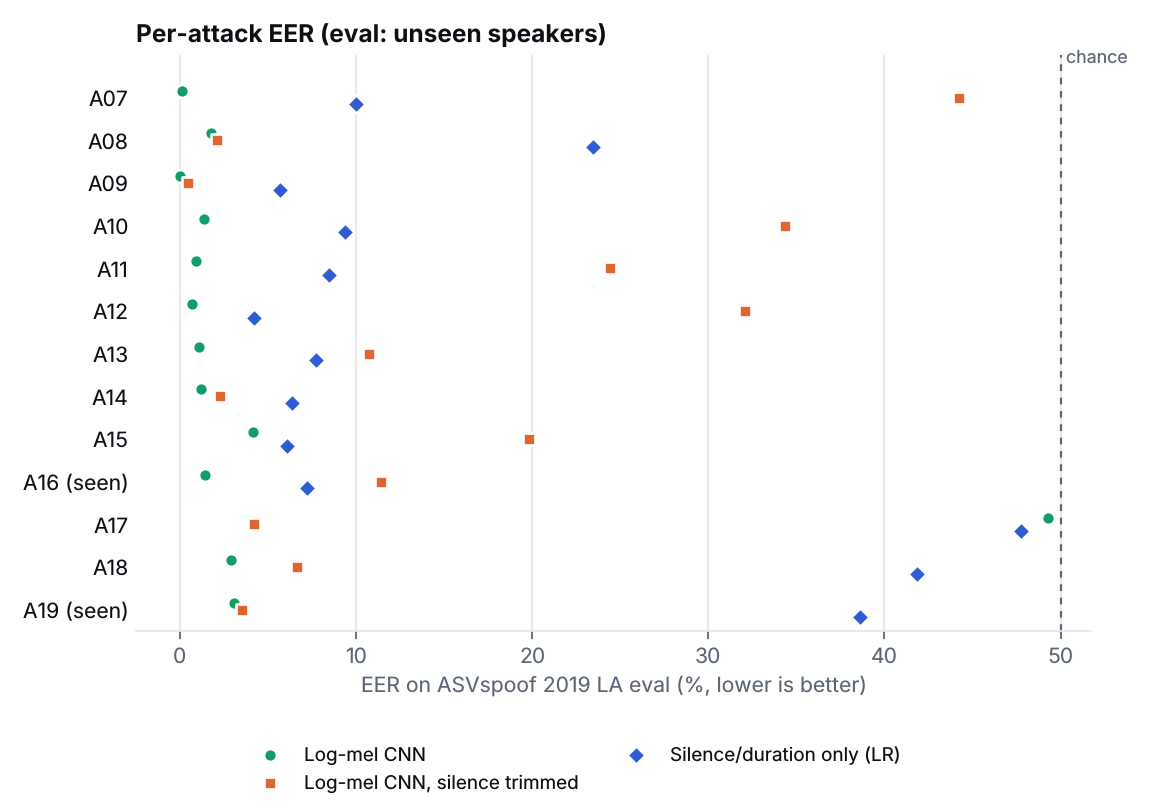 Per-attack EER (eval: unseen speakers)
chance
A07
A08
A09
A10
A11
A12
A13
A14
A15
A16 (seen)
A17
A18
A19 (seen)
0 10 20 30 40 50
EER on ASVspoof 2019 LA eval (%, lower is better)
Log-mel CNN
Log-mel CNN, silence trimmed
Silence/duration only (LR)